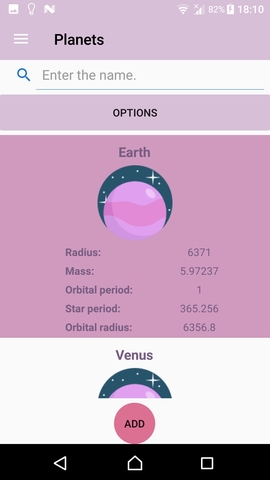 82% 18:10
Planets
Enter the name.
OPTIONS
Earth
Radius: 6371
Mass: 5.97237
Orbital period: 1
Star period: 365.256
Orbital radius: 6356.8
Venus
ADD